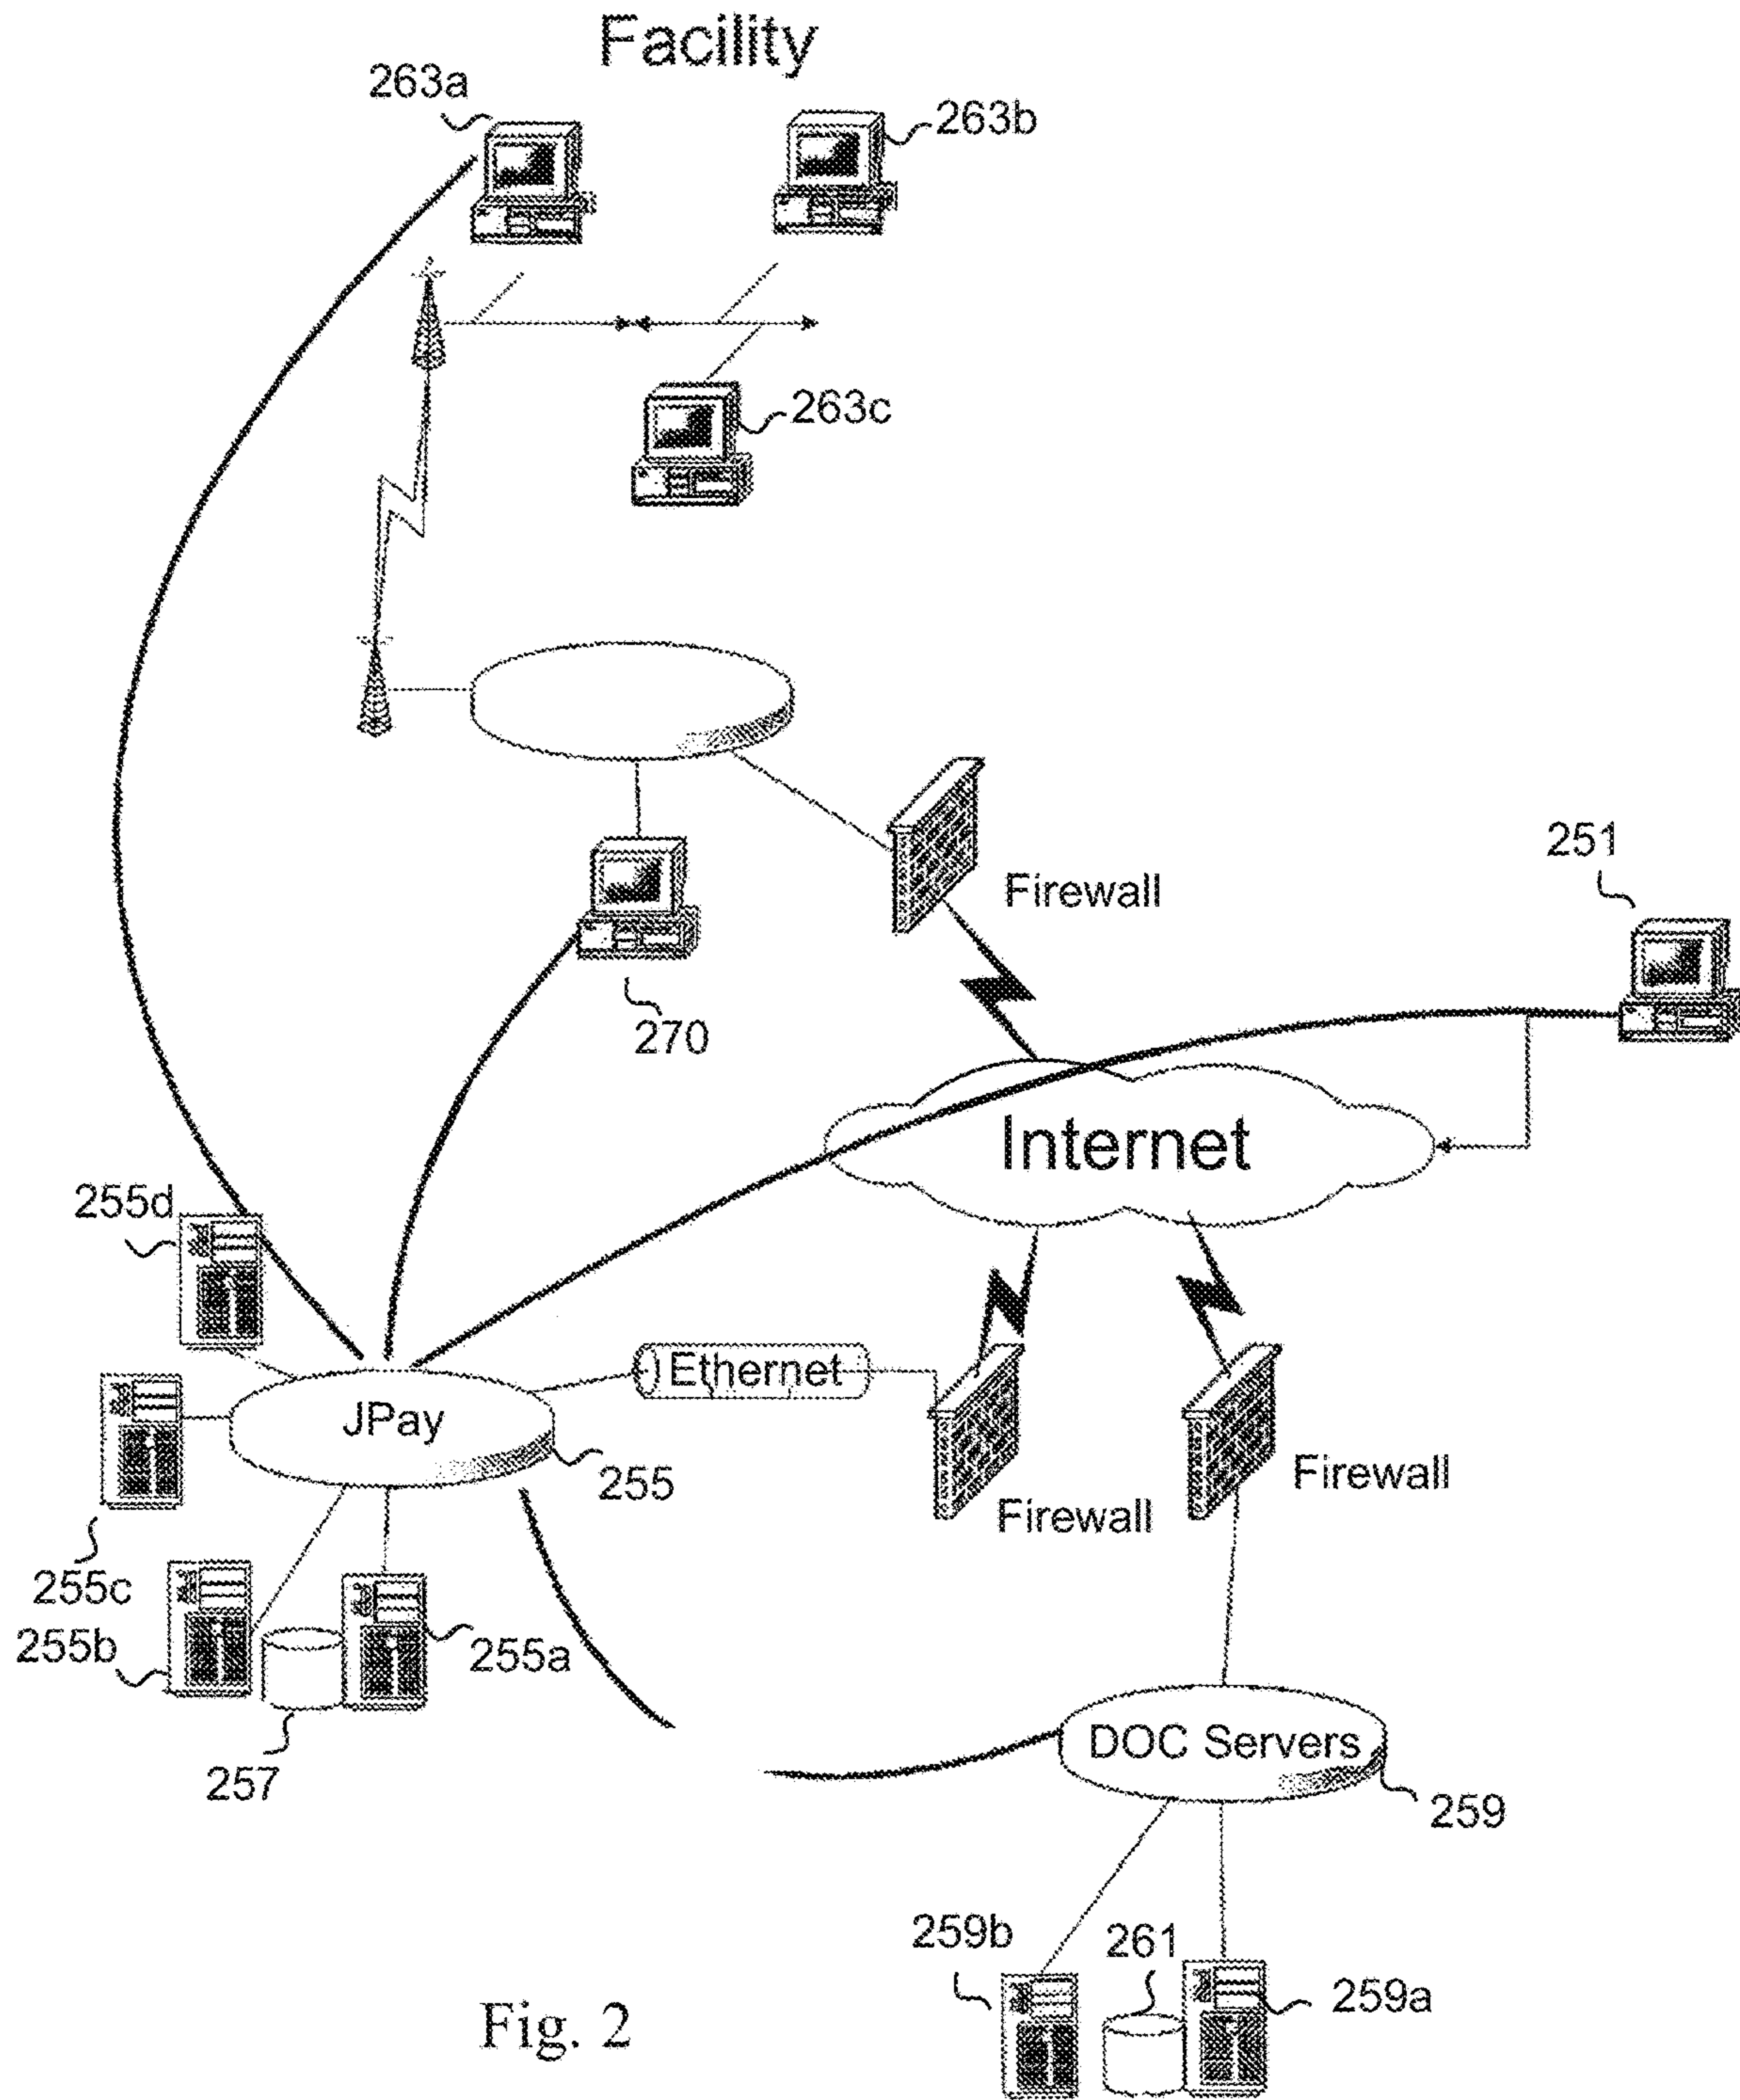 Facility
263a
263b
263c
Firewall
251
270
Internet
255d
Ethernet
JPay
255
Firewall
Firewall
255c
255b
255a
257
DOC Servers
259
259b
261
259a
Fig. 2